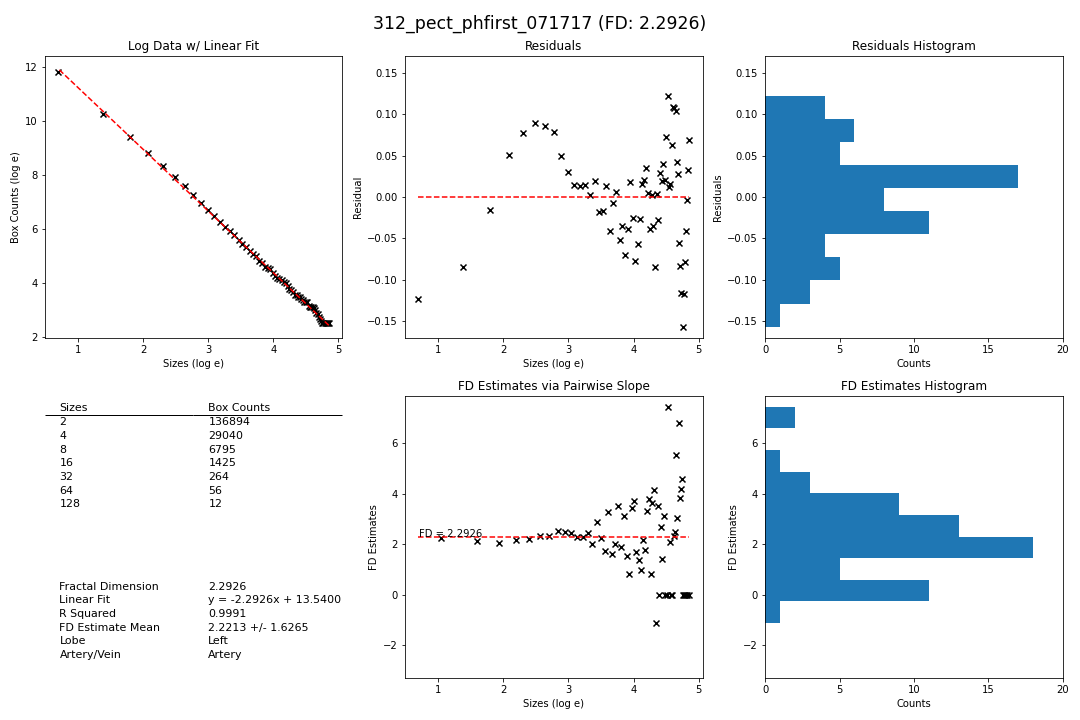 312_pect_phfirst_071717 (FD: 2.2926)
Log Data w/ Linear Fit
12
10
8
6
4
2
1 2 3 4 5
Box Counts (log e)
Sizes (log e)
Residuals
0.15
0.10
0.05
0.00
−0.05
−0.10
−0.15
1 2 3 4 5
Residual
Sizes (log e)
Residuals Histogram
0.15
0.10
0.05
0.00
−0.05
−0.10
−0.15
0 5 10 15 20
Residuals
Counts
Sizes Box Counts
2 136894
4 29040
8 6795
16 1425
32 264
64 56
128 12
Fractal Dimension 2.2926
Linear Fit y = -2.2926x + 13.5400
R Squared 0.9991
FD Estimate Mean 2.2213 +/- 1.6265
Lobe Left
Artery/Vein Artery
FD Estimates via Pairwise Slope
6
4
2
0
−2
FD = 2.2926
1 2 3 4 5
FD Estimates
Sizes (log e)
FD Estimates Histogram
6
4
2
0
−2
0 5 10 15 20
FD Estimates
Counts